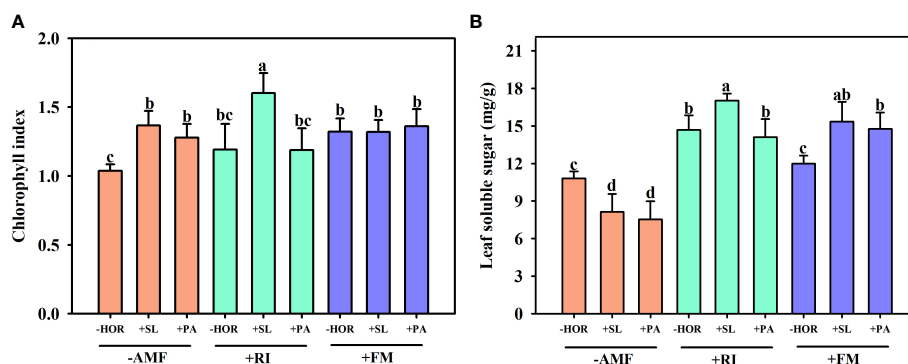 A
Chlorophyll index
2.0
1.5
1.0
0.5
0.0
c b b bc a bc b b b
-HOR +SL +PA -HOR +SL +PA -HOR +SL +PA
-AMF +RI +FM
B
Leaf soluble sugar (mg/g)
21
18
15
12
9
6
3
0
c d d b a b c ab b
-HOR +SL +PA -HOR +SL +PA -HOR +SL +PA
-AMF +RI +FM